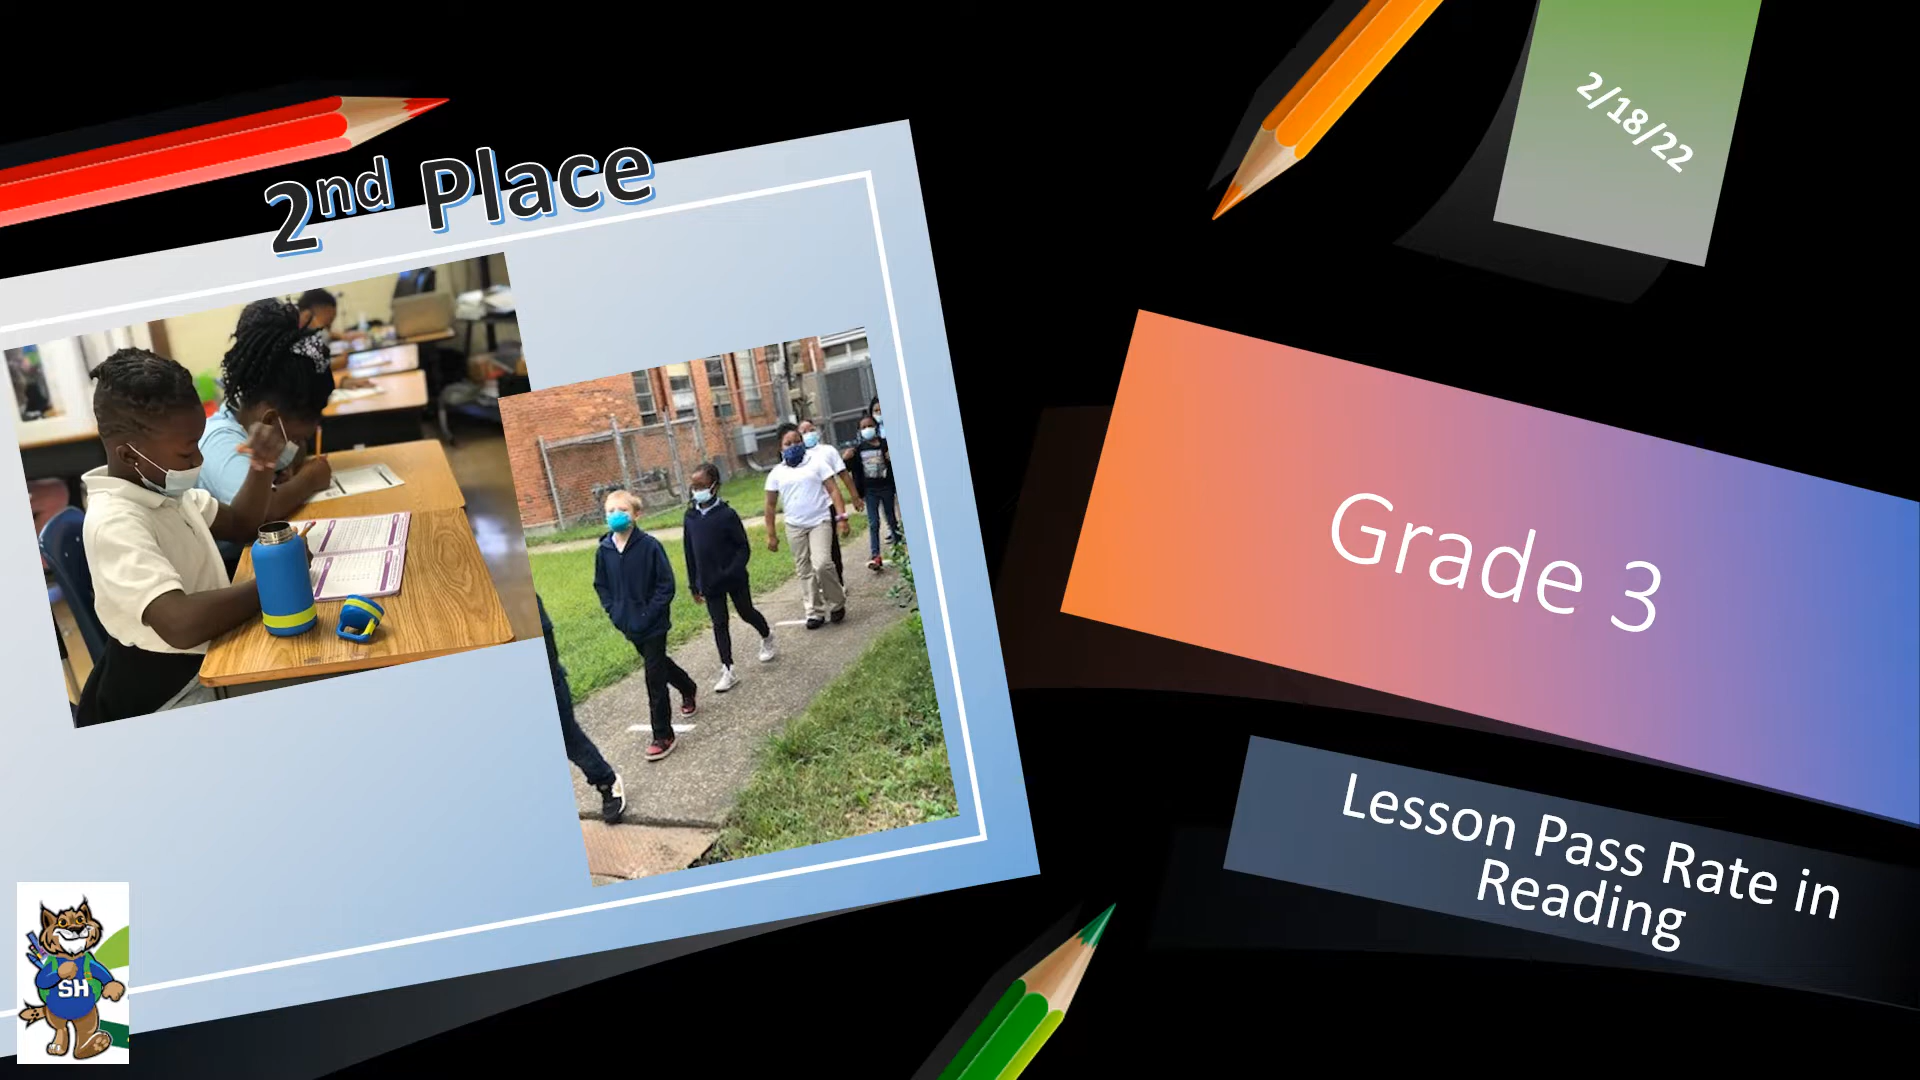 2nd Place
2/18/22
Grade 3
Lesson Pass Rate in
Reading
SH